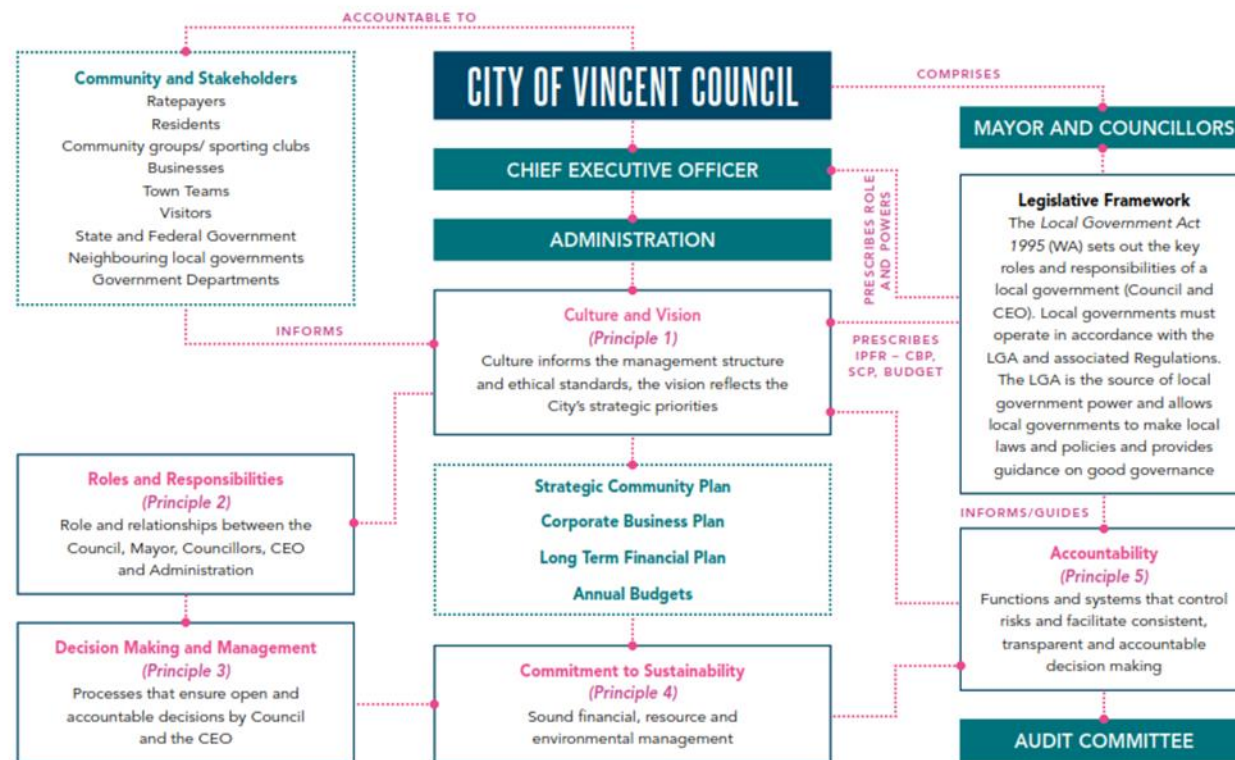 ACCOUNTABLE TO
Community and Stakeholders
Ratepayers
Residents
Community groups/ sporting clubs
Businesses
Town Teams
Visitors
State and Federal Government
Neighbouring local governments
Government Departments
CITY OF VINCENT COUNCIL
COMPRISES
MAYOR AND COUNCILLORS
CHIEF EXECUTIVE OFFICER
ADMINISTRATION
PRESCRIBES ROLE
AND POWERS
Legislative Framework
The Local Government Act
1995 (WA) sets out the key
roles and responsibilities of a
local government (Council and
CEO). Local governments must
operate in accordance with the
LGA and associated Regulations.
The LGA is the source of local
government power and allows
local governments to make local
laws and policies and provides
guidance on good governance
INFORMS
Culture and Vision
(Principle 1)
Culture informs the management structure
and ethical standards, the vision reflects the
City's strategic priorities
PRESCRIBES
IPFR – CBP,
SCP, BUDGET
Roles and Responsibilities
(Principle 2)
Role and relationships between the
Council, Mayor, Councillors, CEO
and Administration
Strategic Community Plan
Corporate Business Plan
Long Term Financial Plan
Annual Budgets
INFORMS/GUIDES
Accountability
(Principle 5)
Functions and systems that control
risks and facilitate consistent,
transparent and accountable
decision making
Decision Making and Management
(Principle 3)
Processes that ensure open and
accountable decisions by Council
and the CEO
Commitment to Sustainability
(Principle 4)
Sound financial, resource and
environmental management
AUDIT COMMITTEE